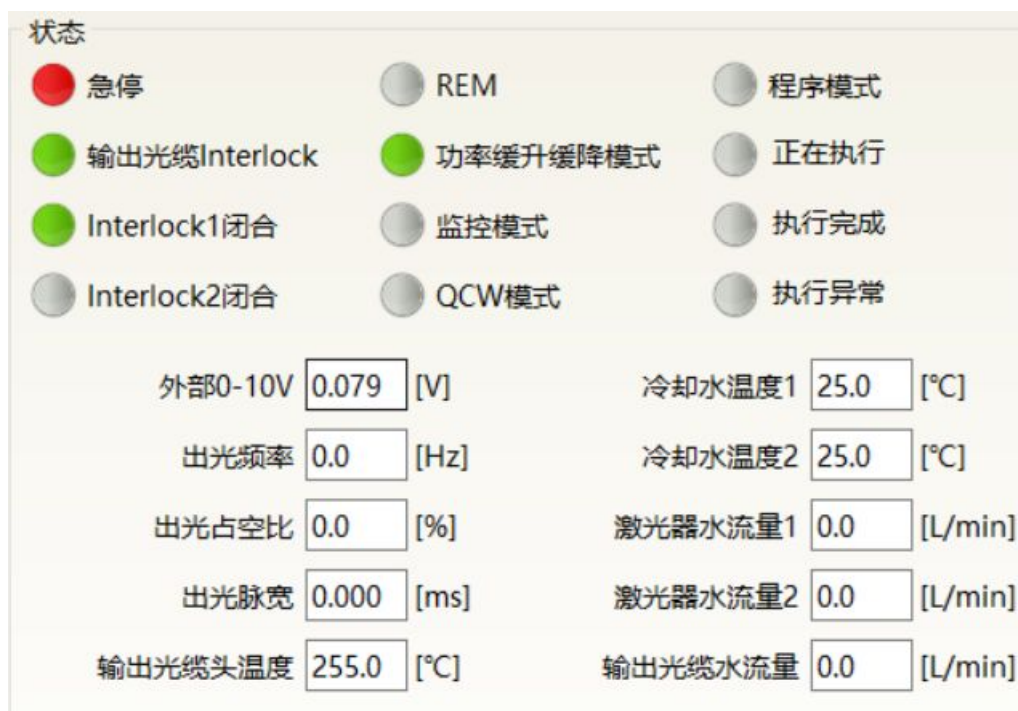 状态
急停 REM 程序模式
输出光缆Interlock 功率缓升缓降模式 正在执行
Interlock1闭合 监控模式 执行完成
Interlock2闭合 QCW模式 执行异常
外部0-10V 0.079 [V] 冷却水温度1 25.0 [℃]
出光频率 0.0 [Hz] 冷却水温度2 25.0 [℃]
出光占空比 0.0 [%] 激光器水流量1 0.0 [L/min]
出光脉宽 0.000 [ms] 激光器水流量2 0.0 [L/min]
输出光缆头温度 255.0 [℃] 输出光缆水流量 0.0 [L/min]